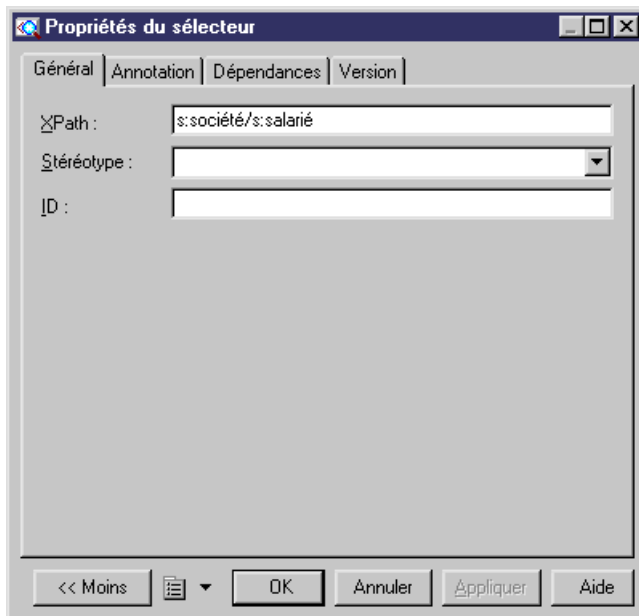 Propriétés du sélecteur
Général Annotation Dépendances Version
XPath : s:société/s:salarié
Stéréotype :
ID :
<< Moins OK Annuler Appliquer Aide